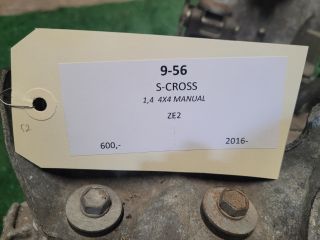 9-56
S-CROSS
1,4 4X4 MANUAL
ZE2
600,- 2016-